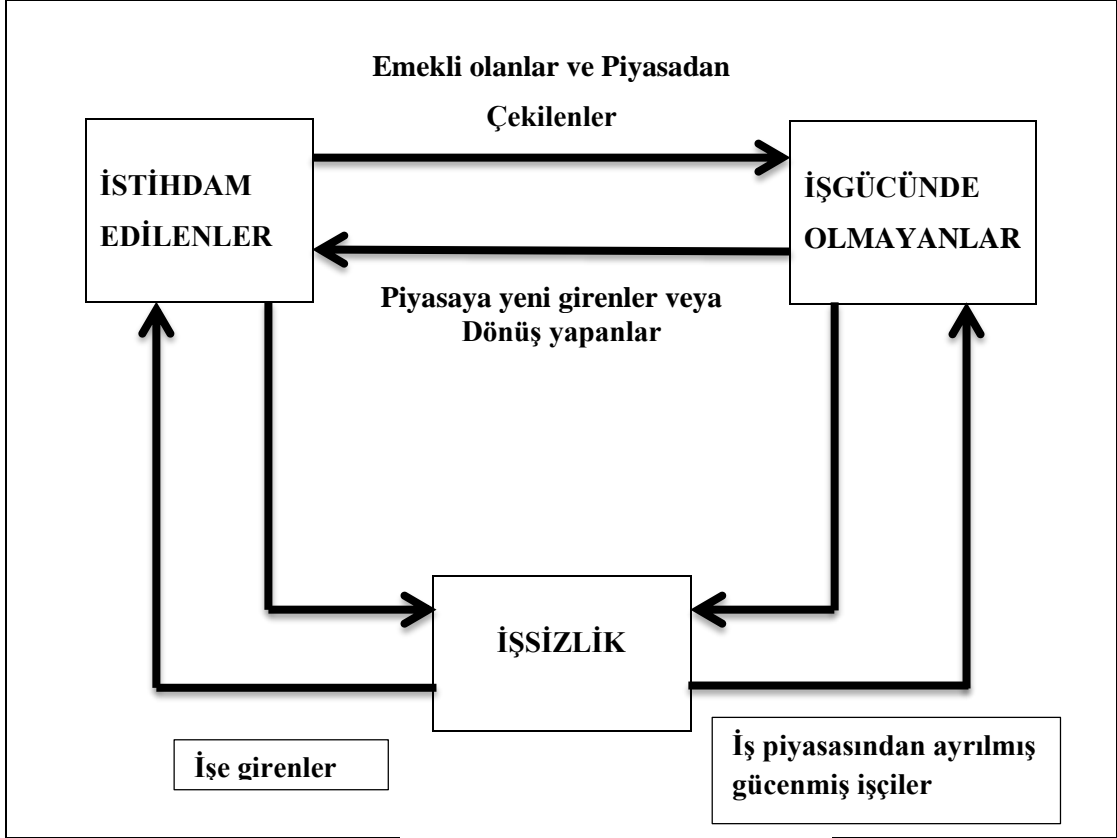 Emekli olanlar ve Piyasadan
Çekilenler
İSTİHDAM
EDİLENLER
İŞGÜCÜNDE
OLMAYANLAR
Piyasaya yeni girenler veya
Dönüş yapanlar
İŞSİZLİK
İşe girenler
İş piyasasından ayrılmış
gücenmiş işçiler